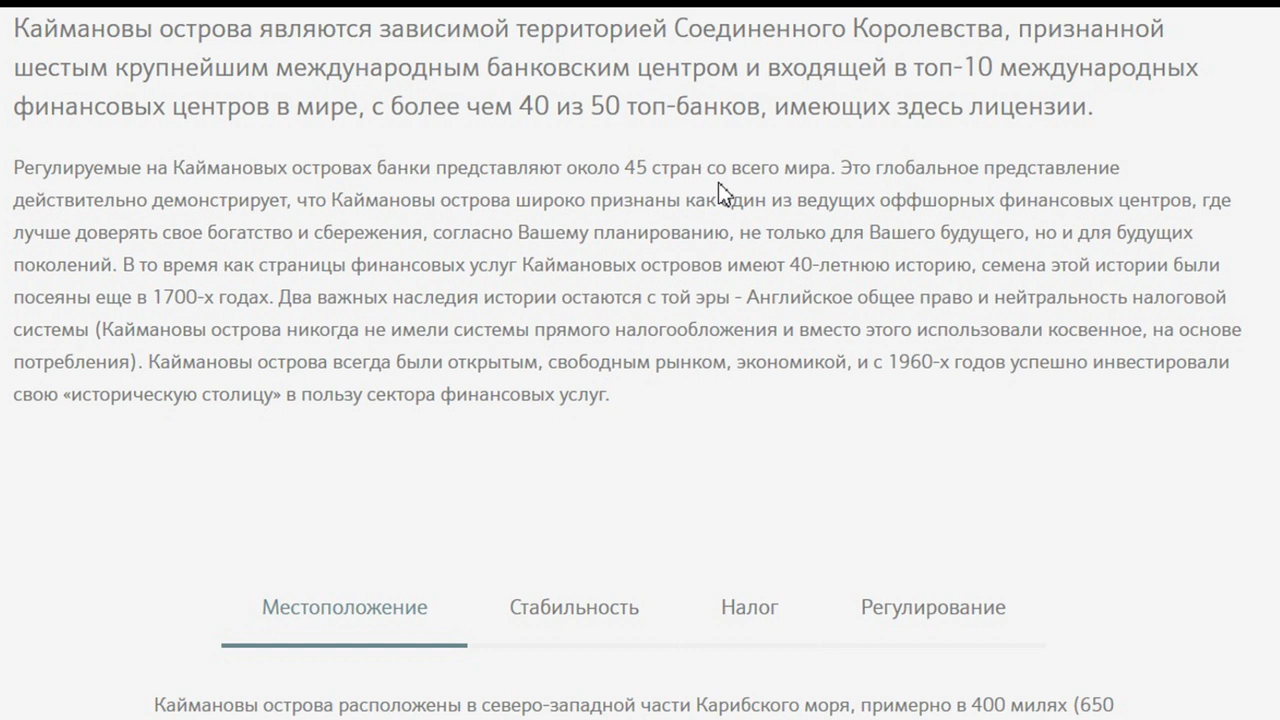 Каймановы острова являются зависимой территорией Соединенного Королевства, признанной
шестым крупнейшим международным банковским центром и входящей в топ-10 международных
финансовых центров в мире, с более чем 40 из 50 топ-банков, имеющих здесь лицензии.
Регулируемые на Каймановых островах банки представляют около 45 стран со всего мира. Это глобальное представление
действительно демонстрирует, что Каймановы острова широко признаны как один из ведущих оффшорных финансовых центров, где
лучше доверять свое богатство и сбережения, согласно Вашему планированию, не только для Вашего будущего, но и для будущих
поколений. В то время как страницы финансовых услуг Каймановых островов имеют 40-летнюю историю, семена этой истории были
посеяны еще в 1700-х годах. Два важных наследия истории остаются с той эры - Английское общее право и нейтральность налоговой
системы (Каймановы острова никогда не имели системы прямого налогообложения и вместо этого использовали косвенное, на основе
потребления). Каймановы острова всегда были открытым, свободным рынком, экономикой, и с 1960-х годов успешно инвестировали
свою «историческую столицу» в пользу сектора финансовых услуг.
Местоположение Стабильность Налог Регулирование
Каймановы острова расположены в северо-западной части Карибского моря, примерно в 400 милях (650